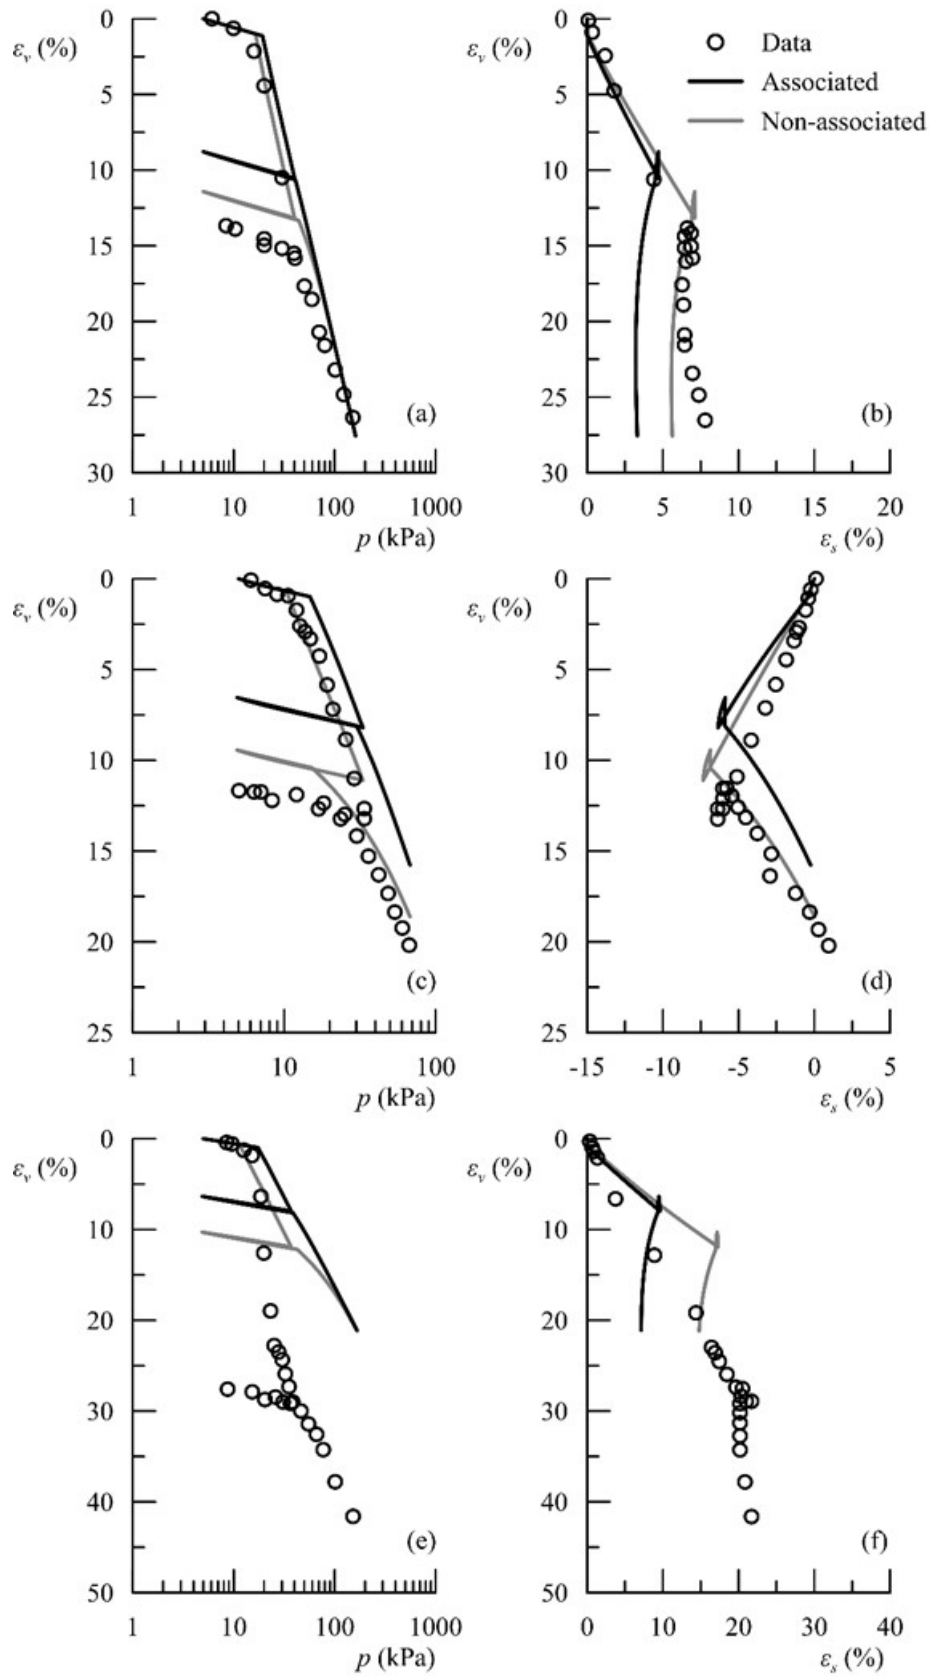 0
εv (%)
5
10
15
20
25
30
(a)
1 10 100 1000
p (kPa)
0
εv (%)
5
10
15
20
25
30
Data
Associated
Non-associated
(b)
0 5 10 15 20
εs (%)
0
εv (%)
5
10
15
20
25
(c)
1 10 100
p (kPa)
0
εv (%)
5
10
15
20
25
(d)
-15 -10 -5 0 5
εs (%)
0
εv (%)
10
20
30
40
50
(e)
1 10 100 1000
p (kPa)
0
εv (%)
10
20
30
40
50
(f)
0 10 20 30 40
εs (%)